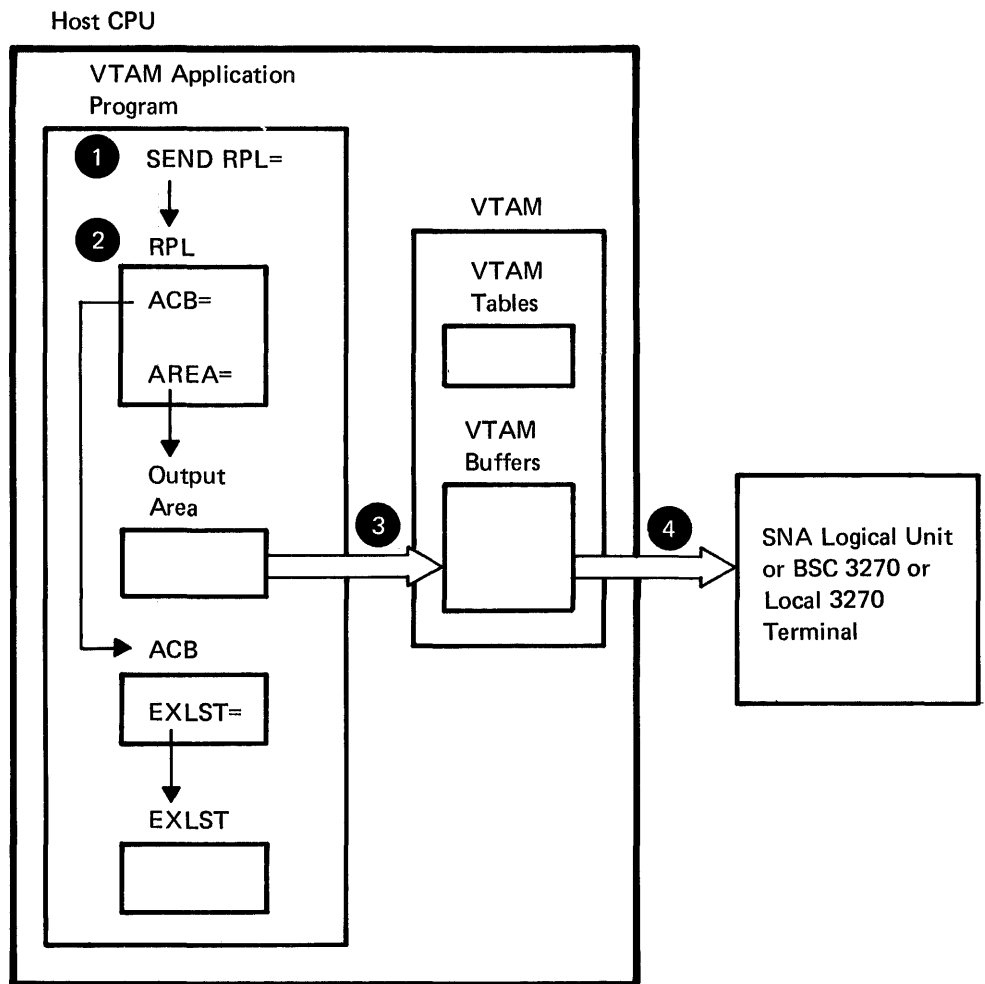 Host CPU
VTAM Application
Program
1 SEND RPL=
2 RPL
ACB=
AREA=
Output
Area
ACB
EXLST=
EXLST
3
VTAM
VTAM
Tables
VTAM
Buffers
4
SNA Logical Unit
or BSC 3270 or
Local 3270
Terminal